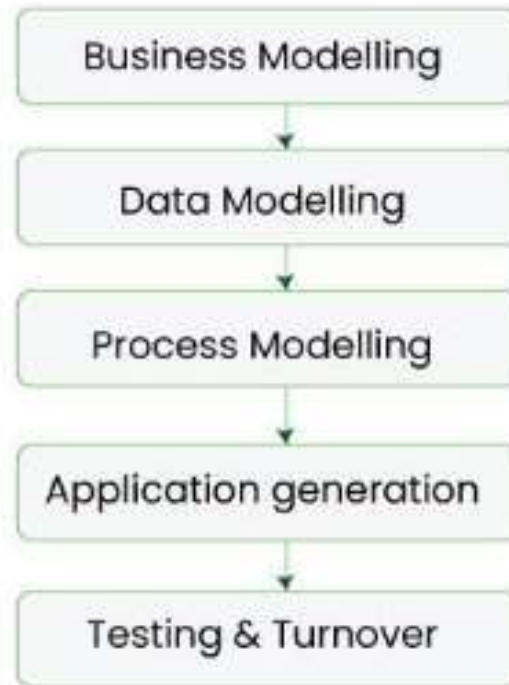 Business Modelling
Data Modelling
Process Modelling
Application generation
Testing & Turnover